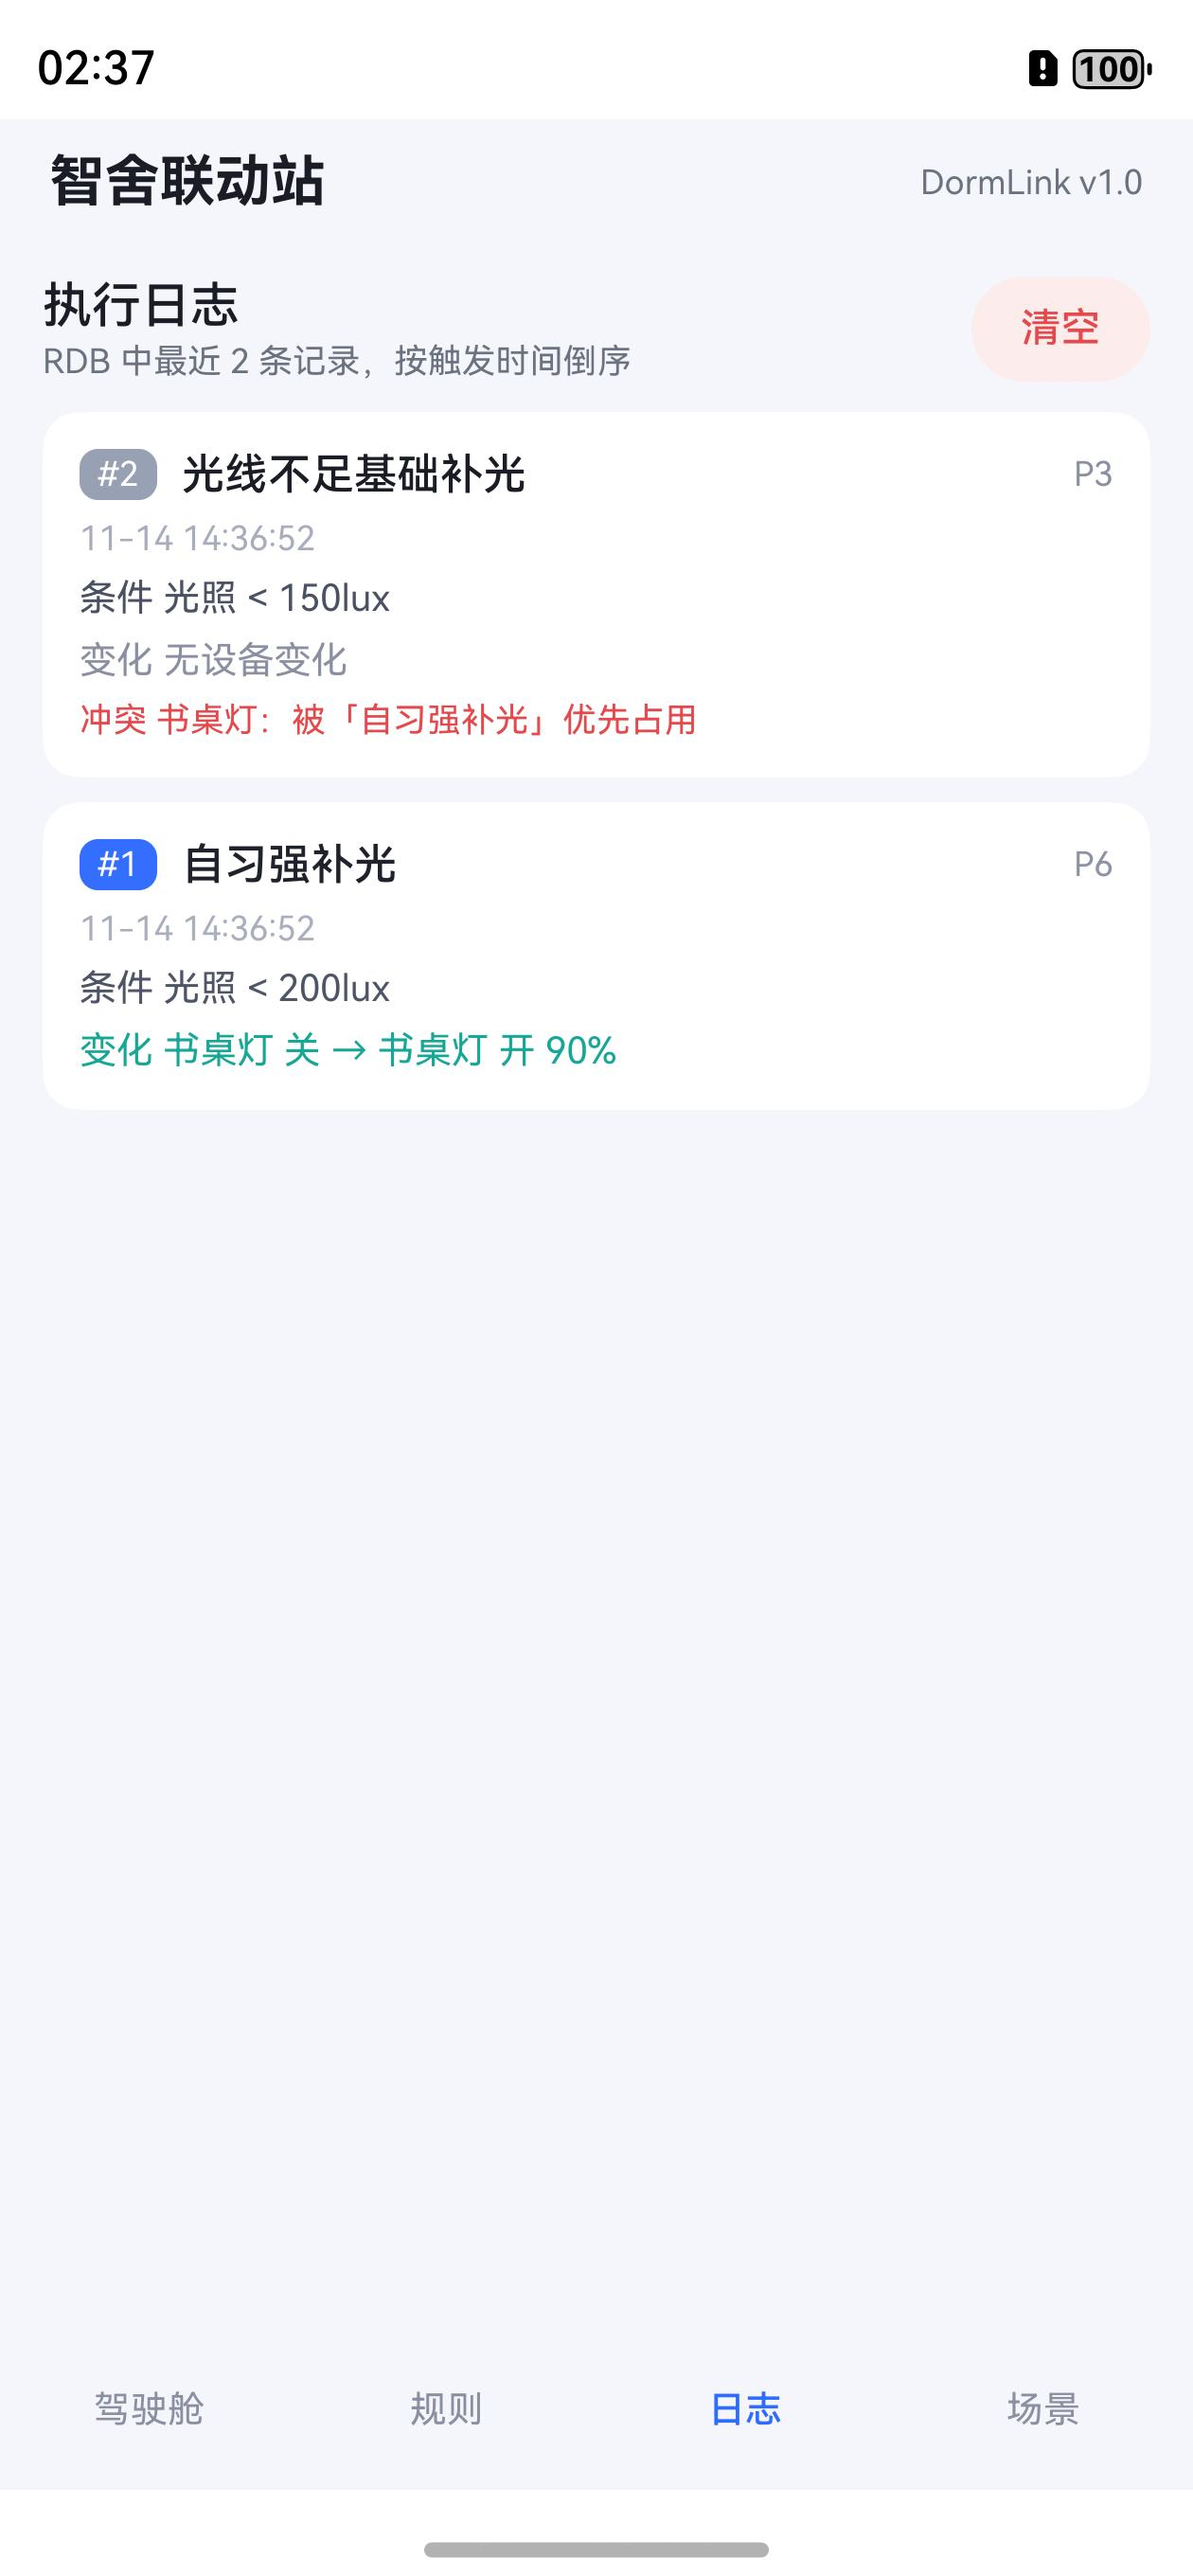 02:37
100
智舍联动站
DormLink v1.0
执行日志
RDB 中最近 2 条记录，按触发时间倒序
清空
#2 光线不足基础补光 P3
11-14 14:36:52
条件 光照 < 150lux
变化 无设备变化
冲突 书桌灯：被「自习强补光」优先占用
#1 自习强补光 P6
11-14 14:36:52
条件 光照 < 200lux
变化 书桌灯 关 → 书桌灯 开 90%
驾驶舱 规则 日志 场景